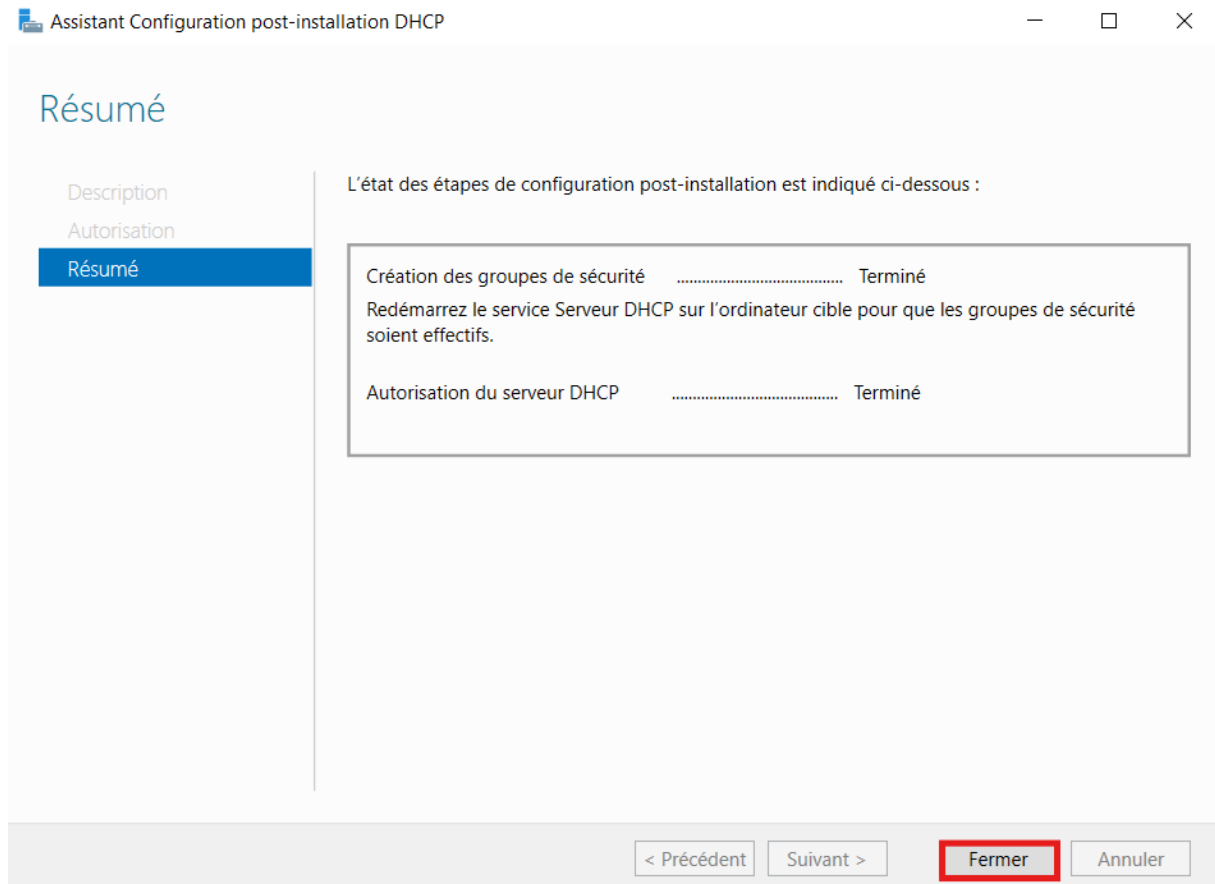 Assistant Configuration post-installation DHCP
Résumé
Description
Autorisation
Résumé
L’état des étapes de configuration post-installation est indiqué ci-dessous :
Création des groupes de sécurité ........................................ Terminé
Redémarrez le service Serveur DHCP sur l’ordinateur cible pour que les groupes de sécurité
soient effectifs.
Autorisation du serveur DHCP ........................................ Terminé
< Précédent
Suivant >
Fermer
Annuler